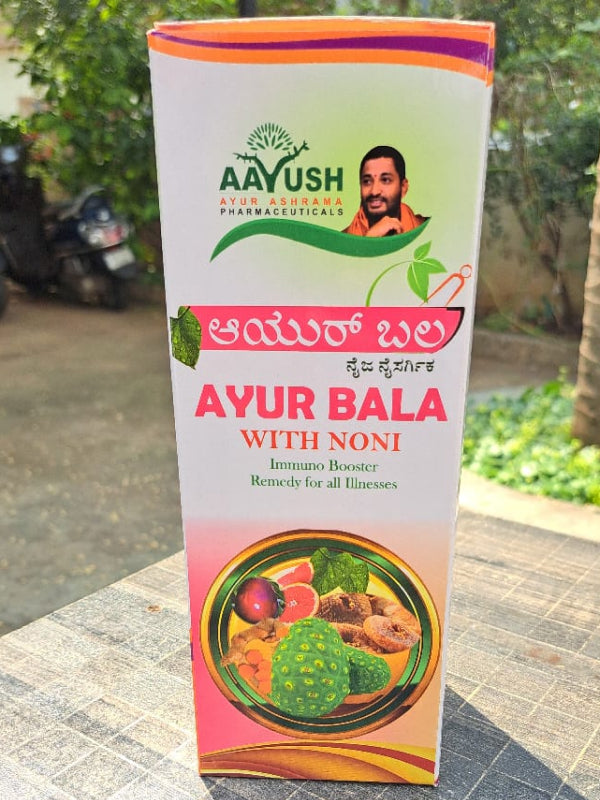 AAYUSH
AYUR ASHRAMA
PHARMACEUTICALS
ಆಯುರ್ ಬಲ
ನೈಜ ನೈಸರ್ಗಿಕ
AYUR BALA
WITH NONI
Immuno Booster
Remedy for all Illnesses